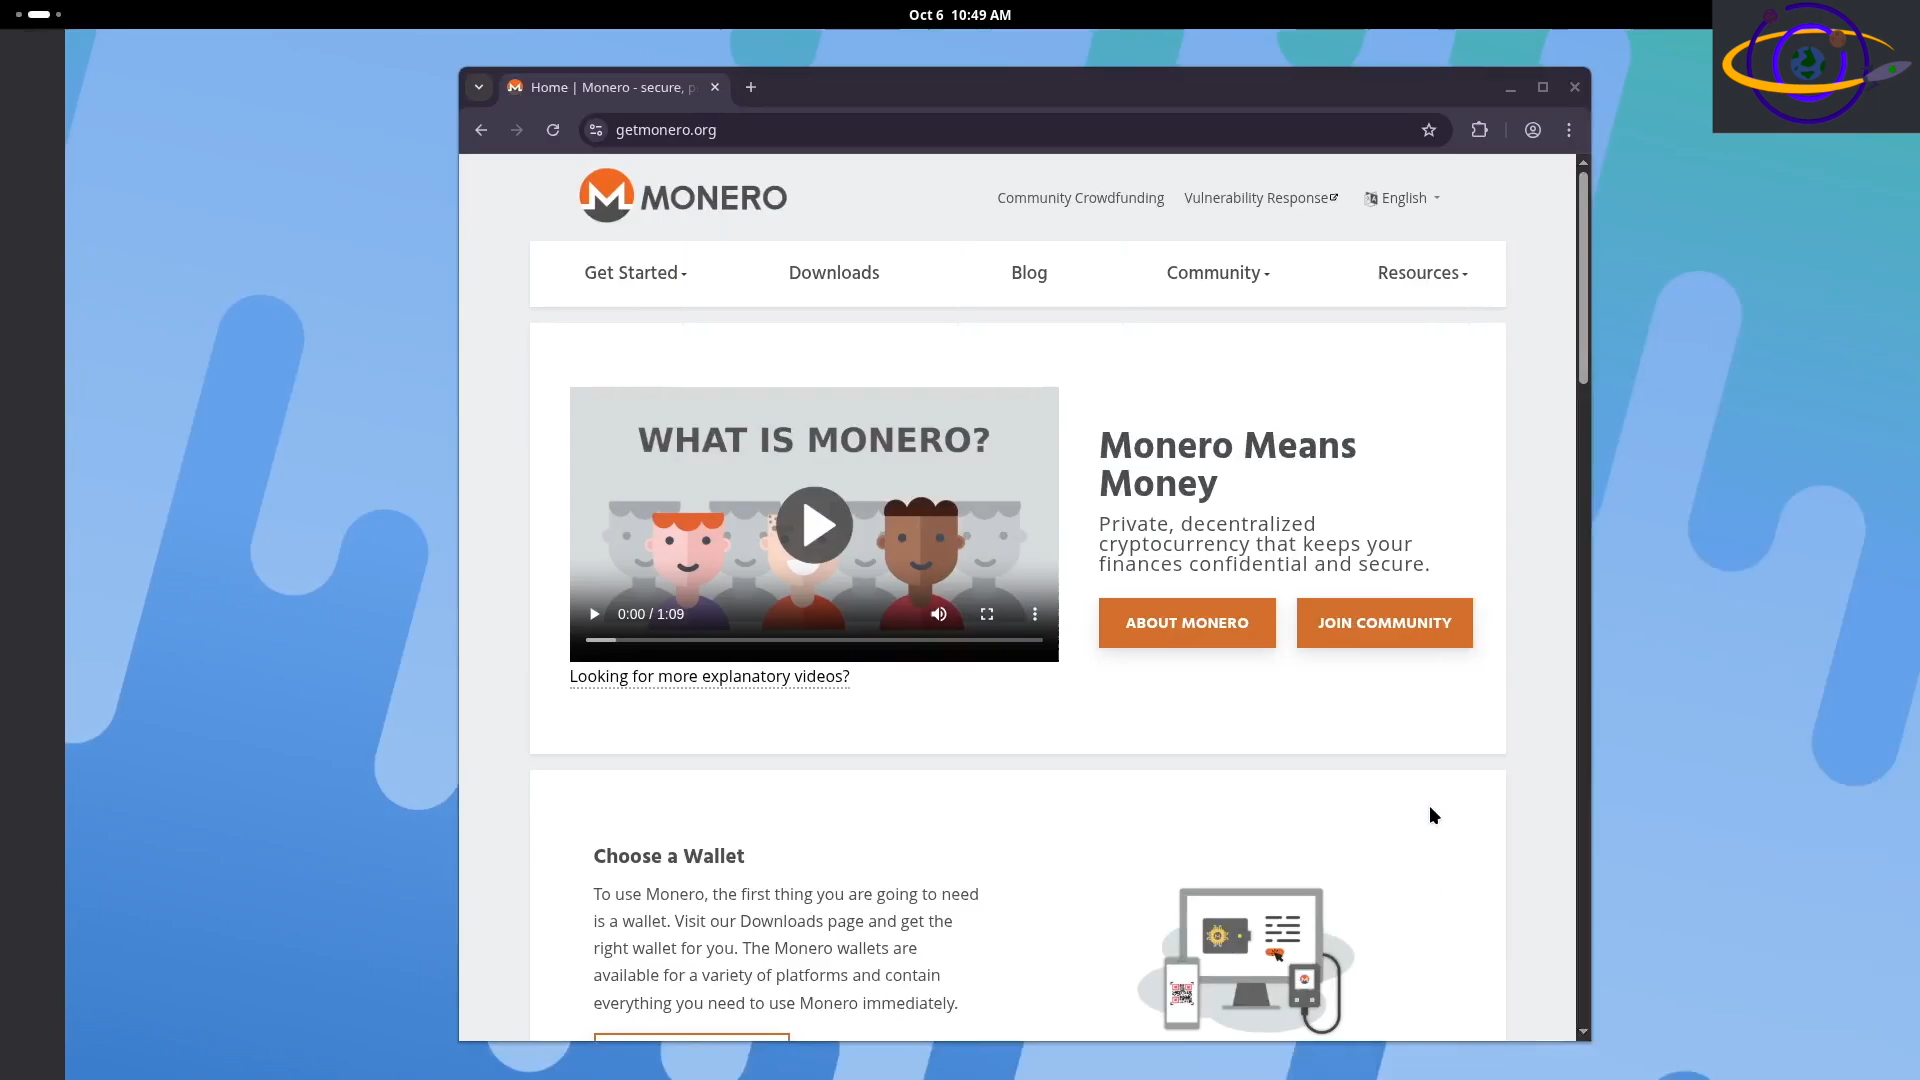 Oct 6 10:49 AM
Home | Monero - secure, p
getmonero.org
MONERO
Community Crowdfunding
Vulnerability Response
English
Get Started
Downloads
Blog
Community
Resources
WHAT IS MONERO?
0:00 / 1:09
Looking for more explanatory videos?
Monero Means
Money
Private, decentralized
cryptocurrency that keeps your
finances confidential and secure.
ABOUT MONERO
JOIN COMMUNITY
Choose a Wallet
To use Monero, the first thing you are going to need
is a wallet. Visit our Downloads page and get the
right wallet for you. The Monero wallets are
available for a variety of platforms and contain
everything you need to use Monero immediately.